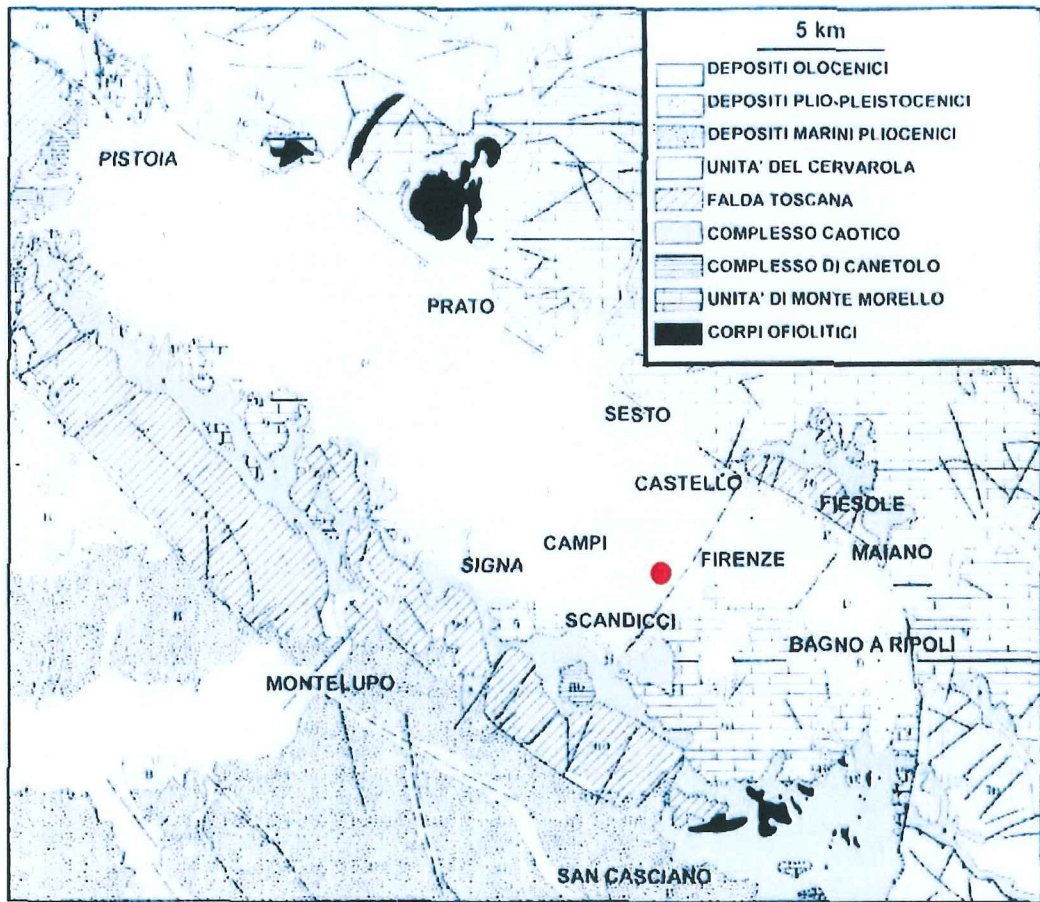 5 km
DEPOSITI OLOCENICI
DEPOSITI PLIO-PLEISTOCENICI
DEPOSITI MARINI PLIOCENICI
UNITA' DEL CERVAROLA
FALDA TOSCANA
COMPLESSO CAOTICO
COMPLESSO DI CANETOLO
UNITA' DI MONTE MORELLO
CORPI OFIOLITICI
PISTOIA
PRATO
SESTO
CASTELLO
FIESOLE
CAMPI
MAIANO
SIGNA
FIRENZE
SCANDICCI
BAGNO A RIPOLI
MONTELUPO
SAN CASCIANO